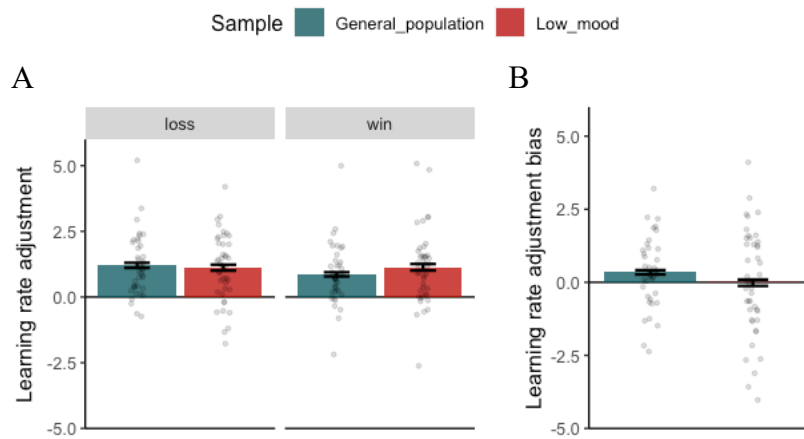 Sample General_population Low_mood
A
B
loss win
Learning rate adjustment
5.0
2.5
0.0
-2.5
-5.0
Learning rate adjustment bias
5.0
2.5
0.0
-2.5
-5.0